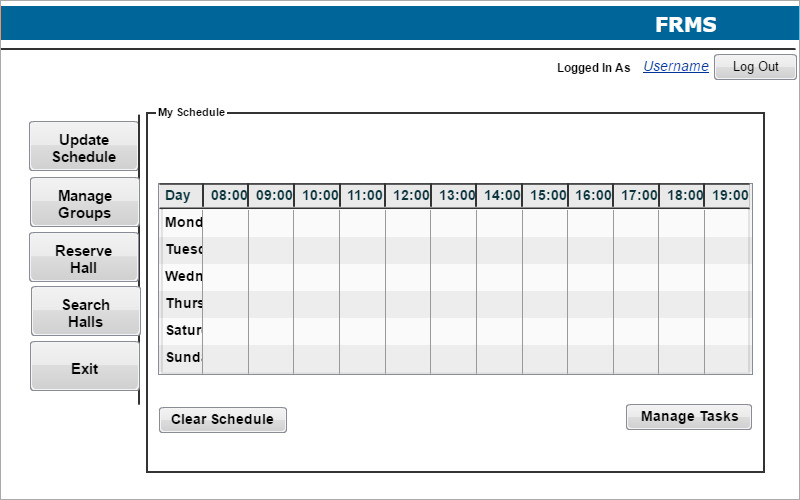 FRMS
Logged In As Username Log Out
My Schedule
Update
Schedule
Manage
Groups
Reserve
Hall
Search
Halls
Exit
Day 08:00 09:00 10:00 11:00 12:00 13:00 14:00 15:00 16:00 17:00 18:00 19:00
Mond
Tuesd
Wedn
Thurs
Satur
Sunda
Clear Schedule
Manage Tasks